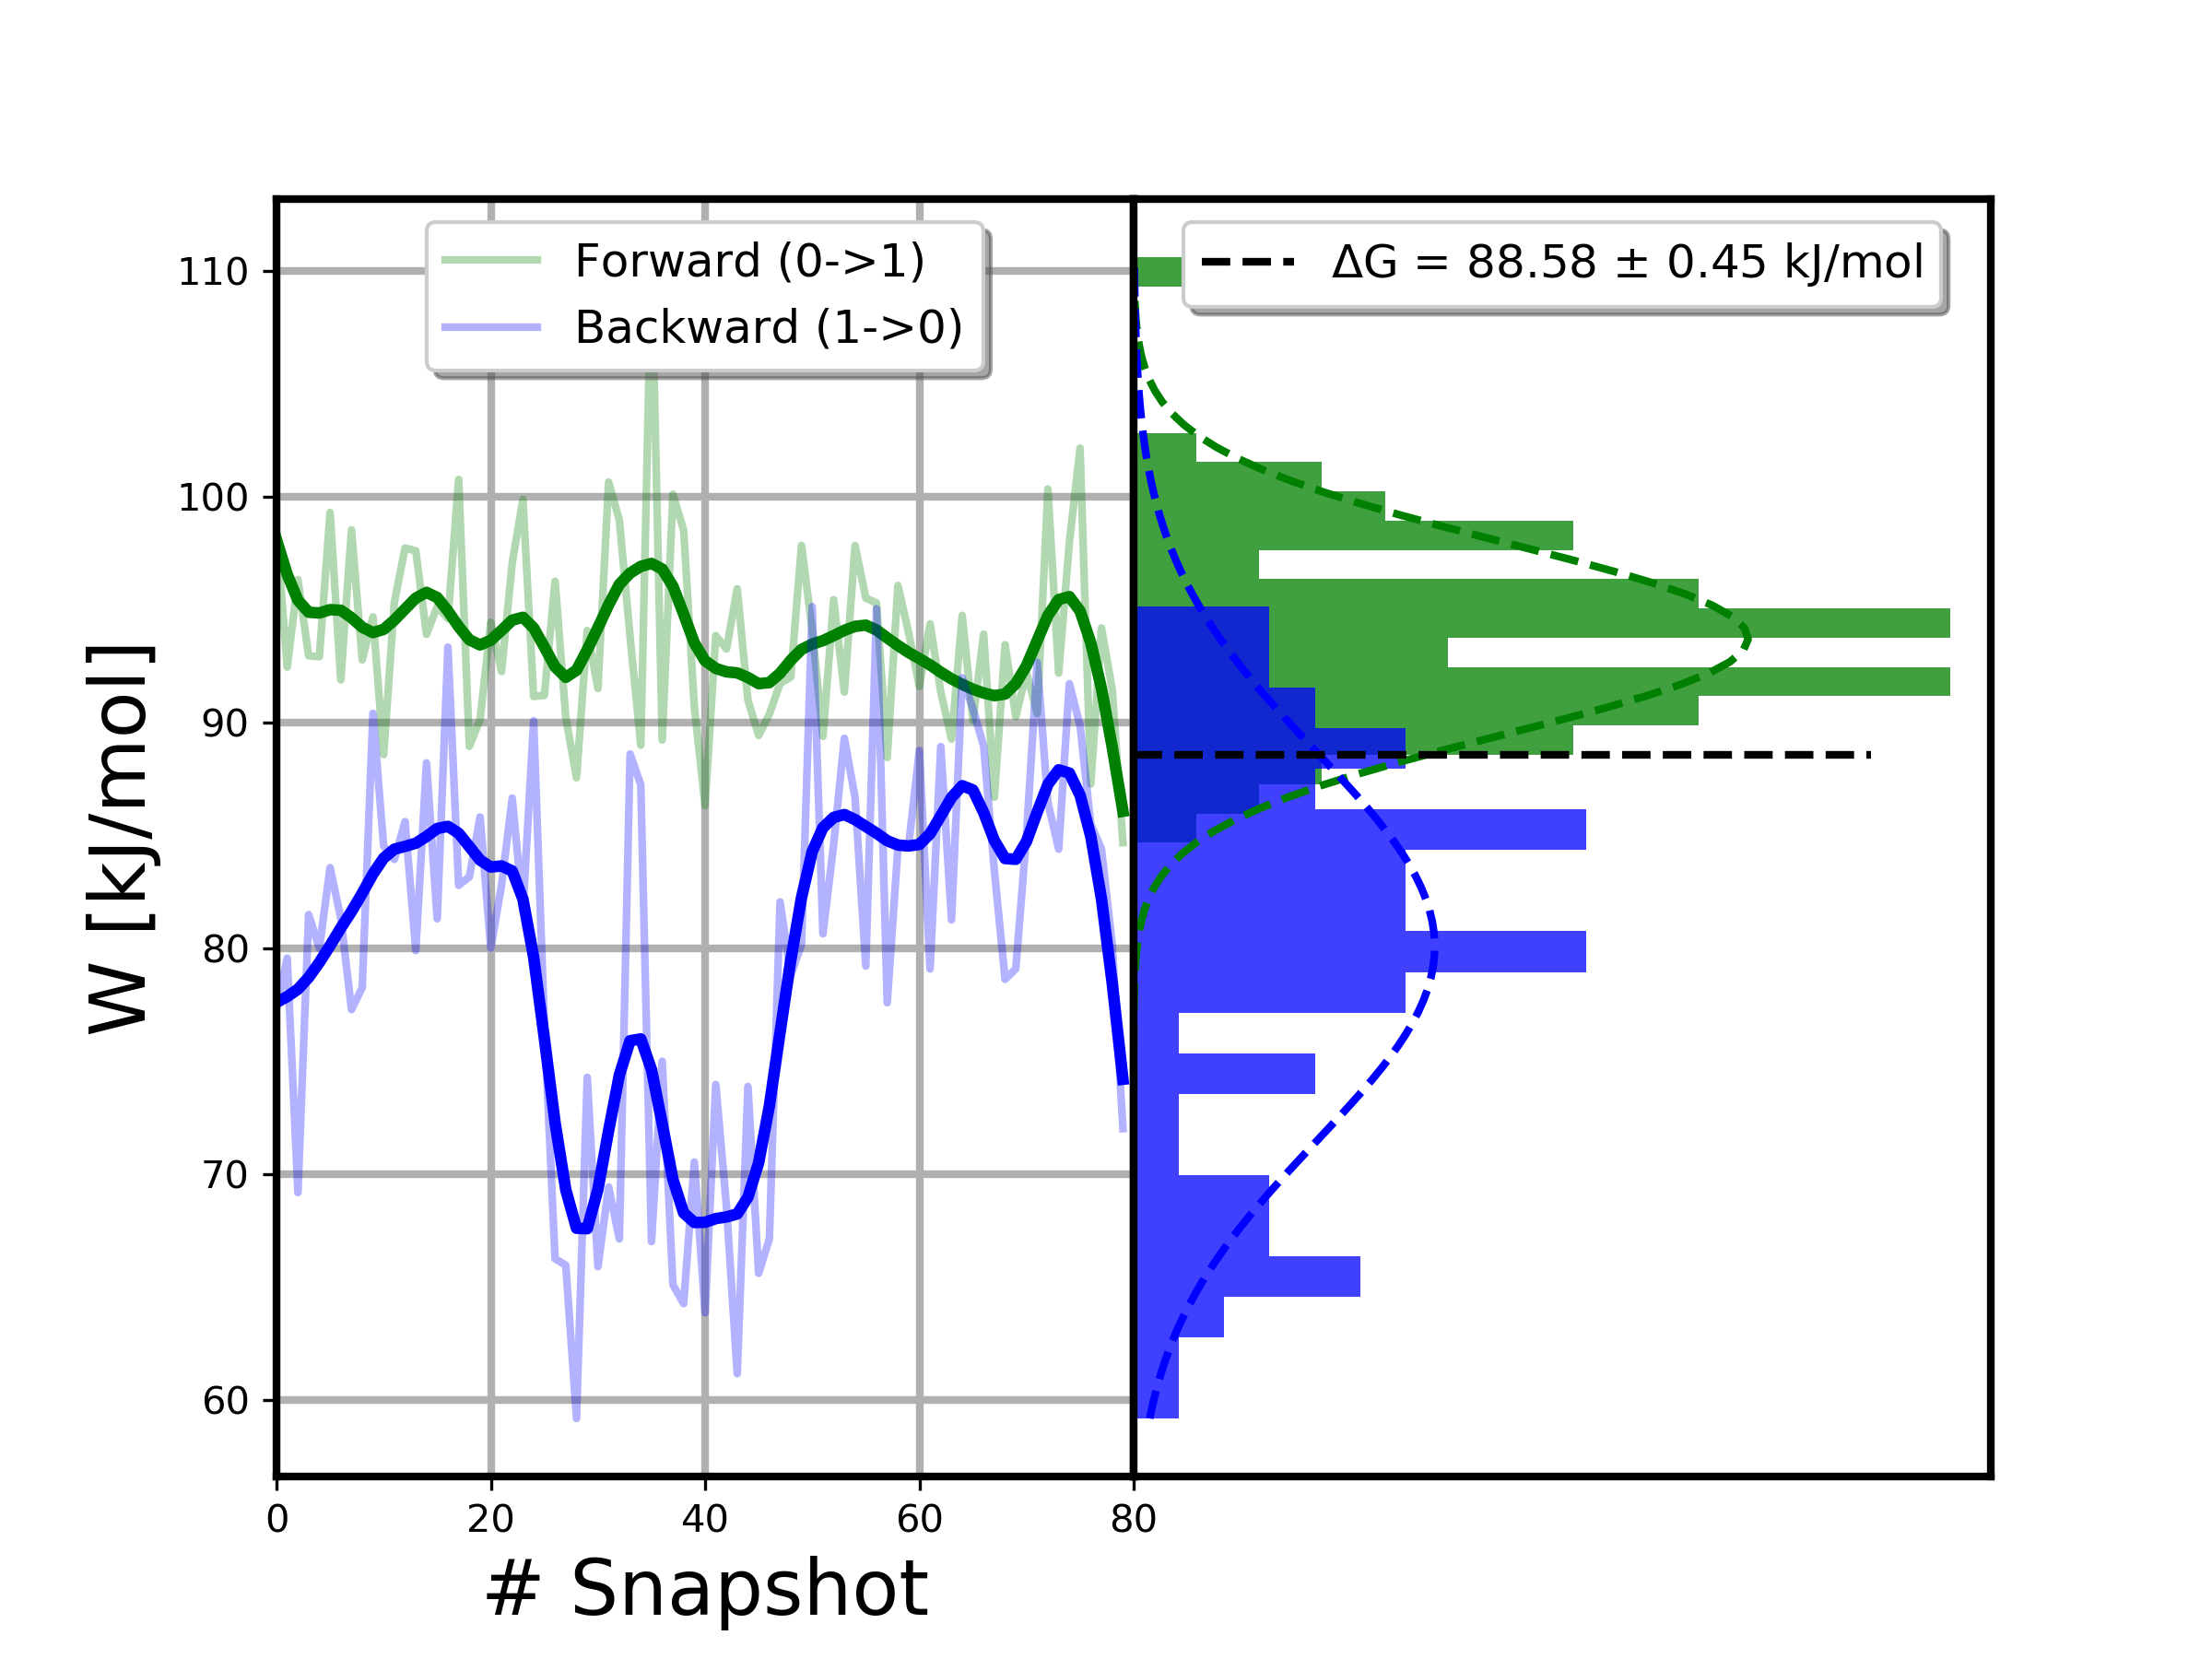 Forward (0->1)
Backward (1->0)
ΔG = 88.58 ± 0.45 kJ/mol
W [kJ/mol]
110
100
90
80
70
60
0 20 40 60 80
# Snapshot